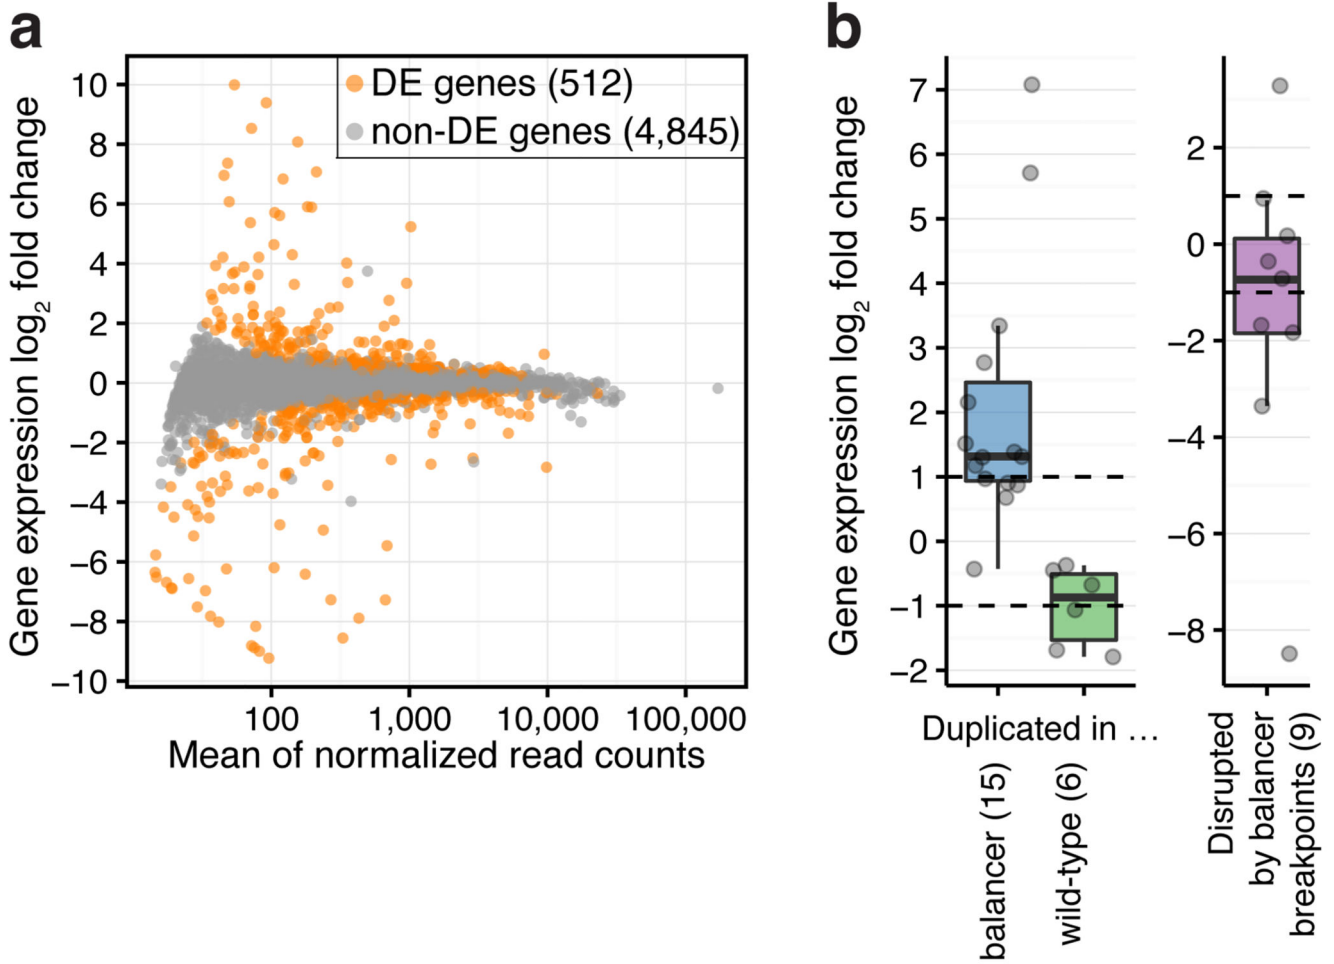 a
Gene expression log2 fold change
10
8
6
4
2
0
−2
−4
−6
−8
−10
DE genes (512)
non-DE genes (4,845)
100
1,000
10,000
100,000
Mean of normalized read counts
b
Gene expression log2 fold change
7
6
5
4
3
2
1
0
−1
−2
Duplicated in …
balancer (15)
wild-type (6)
2
0
−2
−4
−6
−8
Disrupted
by balancer
breakpoints (9)